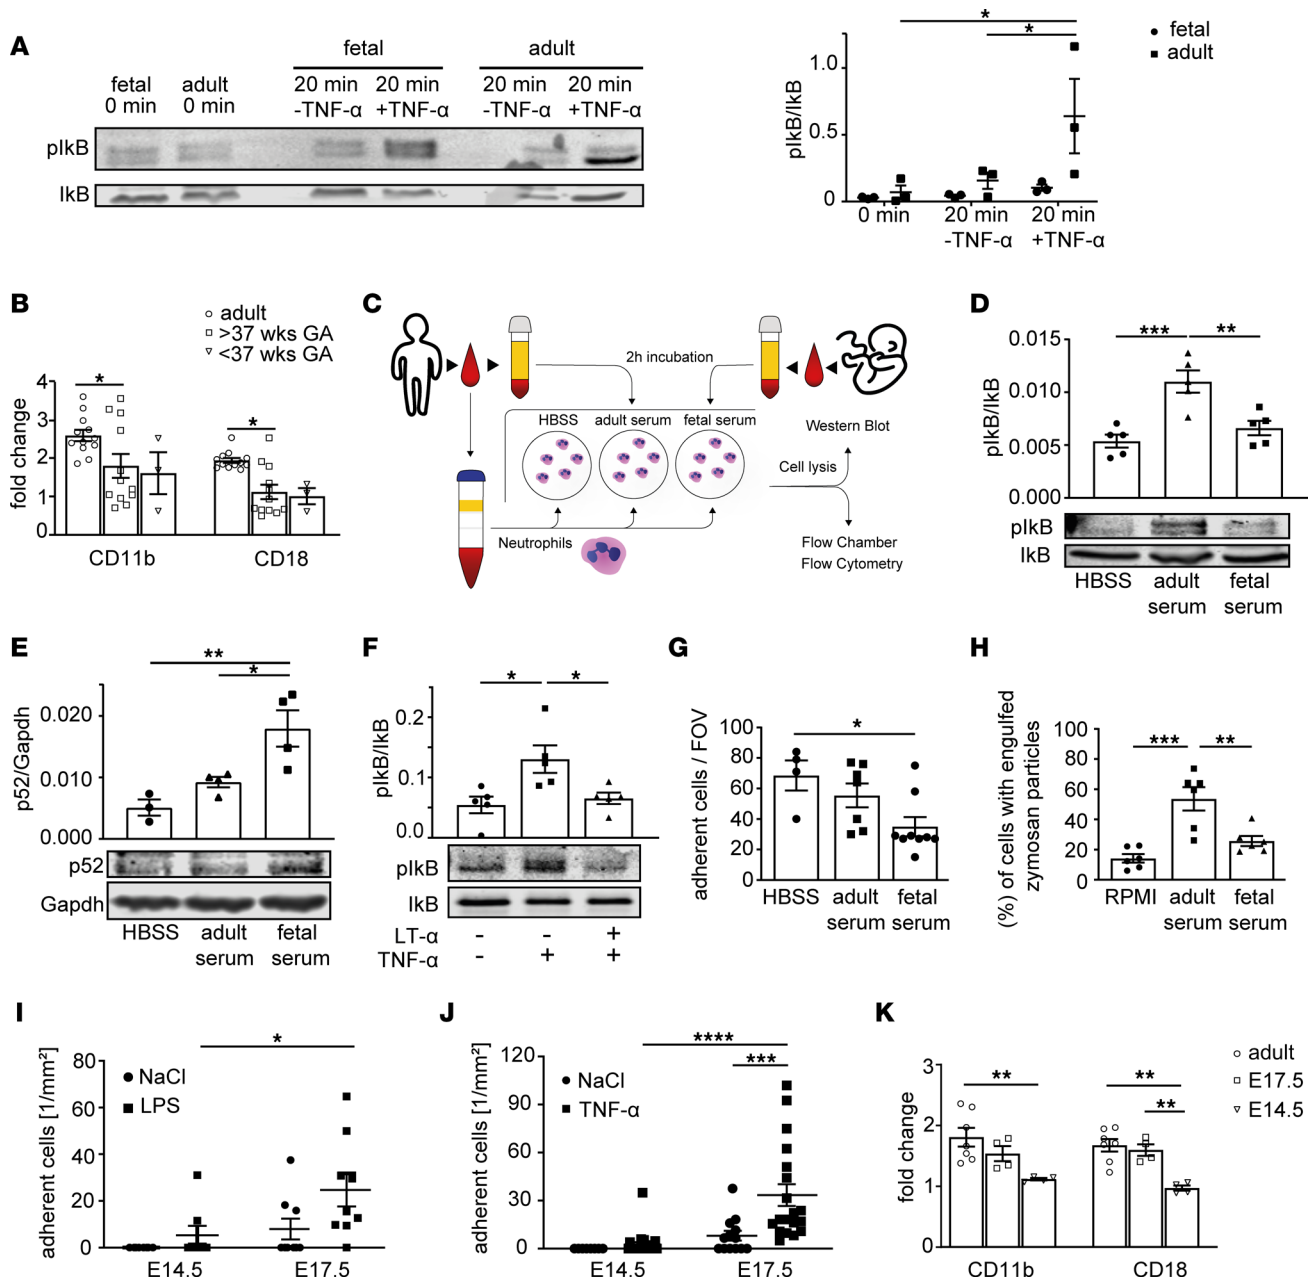 A
fetal
adult
fetal
0 min
adult
0 min
20 min
-TNF-α
20 min
+TNF-α
20 min
-TNF-α
20 min
+TNF-α
pIkB
IkB
*
*
fetal
adult
pIkB/IkB
1.0
0.5
0
0 min
20 min
-TNF-α
20 min
+TNF-α
B
adult
>37 wks GA
<37 wks GA
fold change
4
3
2
1
0
*
*
CD11b
CD18
C
2h incubation
HBSS
adult serum
fetal serum
Western Blot
Cell lysis
Neutrophils
Flow Chamber
Flow Cytometry
D
pIkB/IkB
0.015
0.010
0.005
0.000
***
**
pIkB
IkB
HBSS
adult
serum
fetal
serum
E
**
*
p52/Gapdh
0.020
0.010
0.000
p52
Gapdh
HBSS
adult
serum
fetal
serum
F
*
*
pIkB/IkB
0.2
0.1
0.0
pIkB
IkB
LT-α - - +
TNF-α - + +
G
adherent cells / FOV
100
80
60
40
20
0
*
HBSS
adult
serum
fetal
serum
H
(%) of cells with engulfed
zymosan particles
100
80
60
40
20
0
***
**
RPMI
adult
serum
fetal
serum
I
adherent cells [1/mm²]
80
60
40
20
0
*
NaCl
LPS
E14.5
E17.5
J
adherent cells [1/mm²]
120
90
60
30
0
****
***
NaCl
TNF-α
E14.5
E17.5
K
adult
E17.5
E14.5
fold change
3
2
1
0
**
**
**
CD11b
CD18